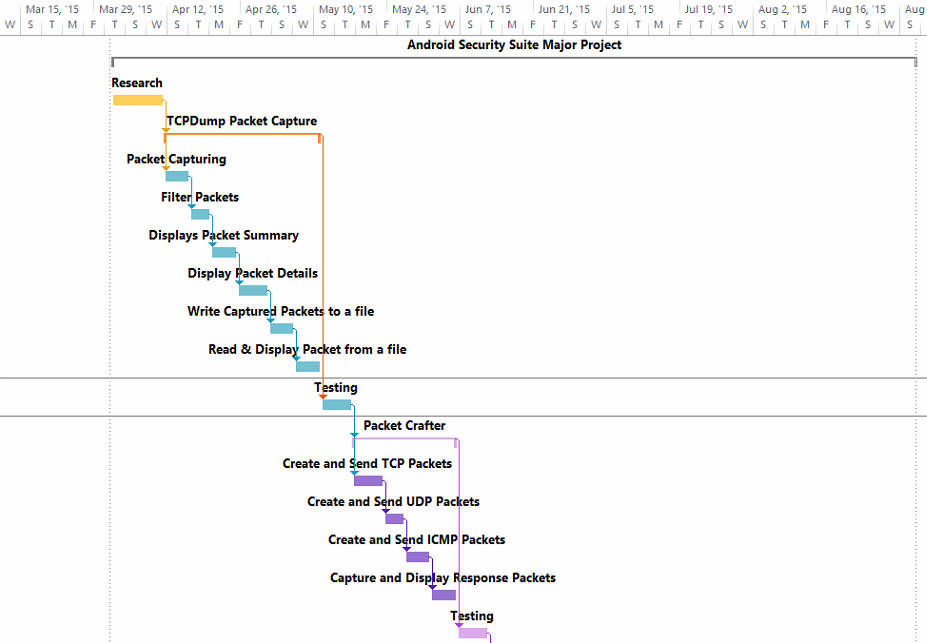 Mar 15, '15 Mar 29, '15 Apr 12, '15 Apr 26, '15 May 10, '15 May 24, '15 Jun 7, '15 Jun 21, '15 Jul 5, '15 Jul 19, '15 Aug 2, '15 Aug 16, '15 Aug
W S T M F T S W S T M F T S W S T M F T S W S T M F T S W S T M F T S W S T M F T S W S
Android Security Suite Major Project
Research
TCPDump Packet Capture
Packet Capturing
Filter Packets
Displays Packet Summary
Display Packet Details
Write Captured Packets to a file
Read & Display Packet from a file
Testing
Packet Crafter
Create and Send TCP Packets
Create and Send UDP Packets
Create and Send ICMP Packets
Capture and Display Response Packets
Testing